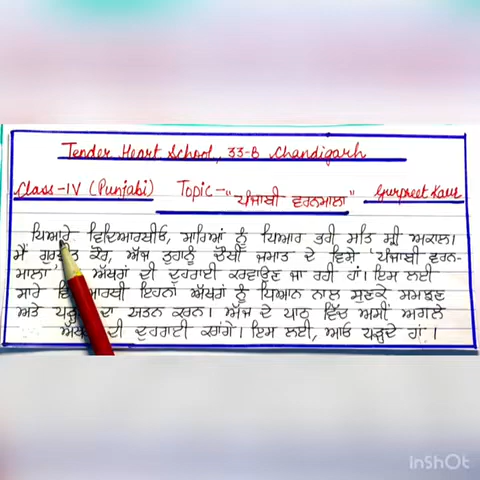 Tender Heart School, 33-B Chandigarh
Class-IV (Punjabi) Topic- "ਪੰਜਾਬੀ ਵਰਨਮਾਲਾ" Gurpreet Kaur
ਪਿਆਰੇ ਵਿਦਿਆਰਥੀਓ, ਸਾਰਿਆਂ ਨੂੰ ਪਿਆਰ ਭਰੀ ਸਤਿ ਸ੍ਰੀ ਅਕਾਲ।
ਮੈਂ ਕੌਰ, ਅੱਜ ਤੁਹਾਨੂੰ ਚੌਥੀ ਜਮਾਤ ਦੇ ਵਿਸ਼ੇ 'ਪੰਜਾਬੀ ਵਰਨ-
ਮਾਲਾ' ਅੱਖਰਾਂ ਦੀ ਦੁਹਰਾਈ ਕਰਵਾਉਣ ਜਾ ਰਹੀ ਹਾਂ। ਇਸ ਲਈ
ਸਾਰੇ ਇਹਨਾਂ ਅੱਖਰਾਂ ਨੂੰ ਧਿਆਨ ਨਾਲ ਸੁਣਕੇ ਸਮਝਣ
ਅਤੇ ਦਾ ਯਤਨ ਕਰਨ। ਅੱਜ ਦੇ ਪਾਠ ਵਿੱਚ ਅਸੀਂ ਅਗਲੇ
ਦੀ ਦੁਹਰਾਈ ਕਰਾਂਗੇ। ਇਸ ਲਈ, ਆਓ ਪੜ੍ਹਦੇ ਹਾਂ।
InShOt